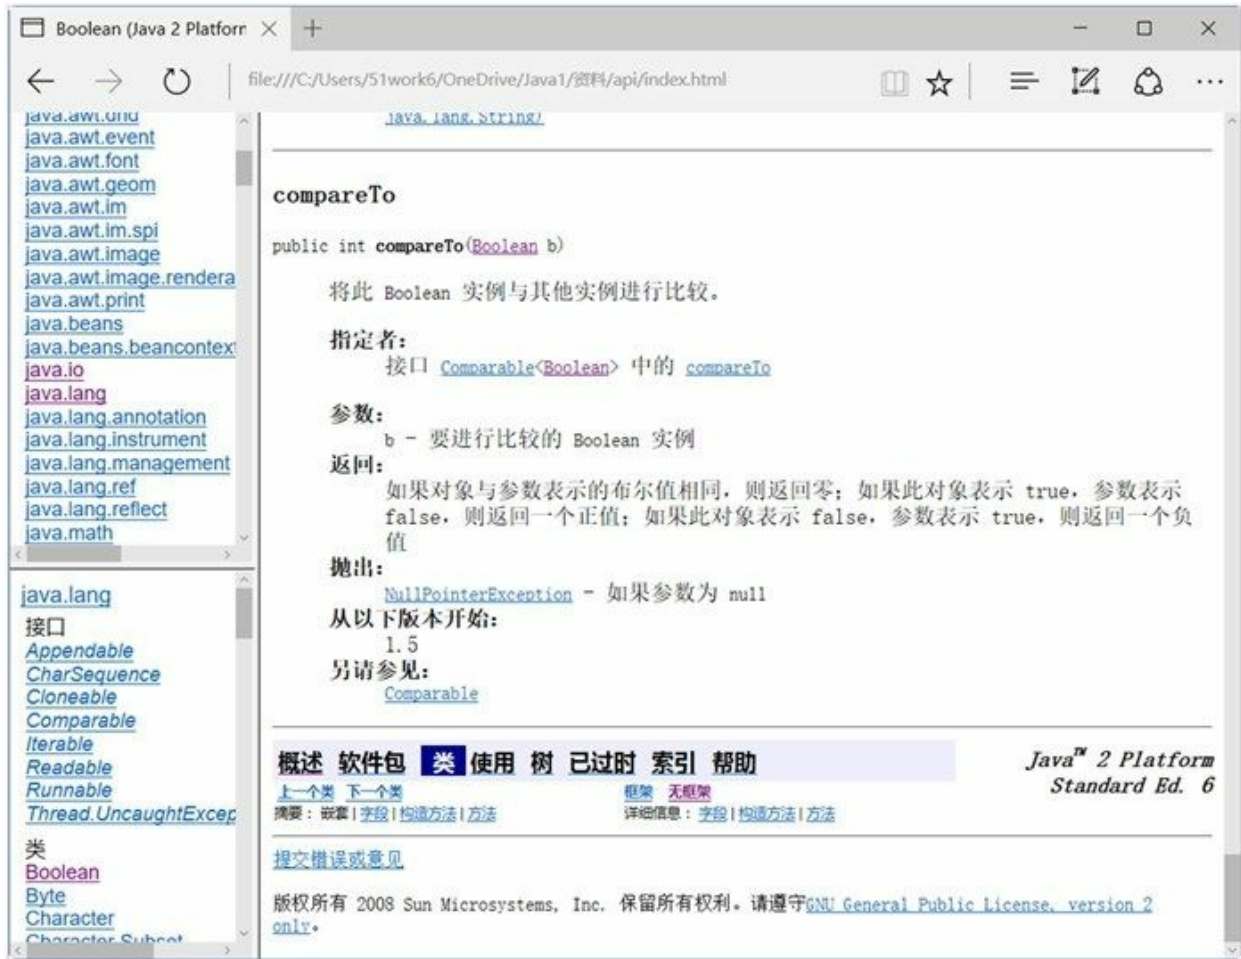 Boolean (Java 2 Platforr
file:///C:/Users/51work6/OneDrive/Java1/资料/api/index.html
java.awt.dnd
java.awt.event
java.awt.font
java.awt.geom
java.awt.im
java.awt.im.spi
java.awt.image
java.awt.image.rendera
java.awt.print
java.beans
java.beans.beancontex
java.io
java.lang
java.lang.annotation
java.lang.instrument
java.lang.management
java.lang.ref
java.lang.reflect
java.math
java.lang
接口
Appendable
CharSequence
Cloneable
Comparable
Iterable
Readable
Runnable
Thread.UncaughtExcep
类
Boolean
Byte
Character
Character.Subset
java.lang.String)
compareTo
public int compareTo(Boolean b)
将此 Boolean 实例与其他实例进行比较。
指定者：
接口 Comparable<Boolean> 中的 compareTo
参数：
b - 要进行比较的 Boolean 实例
返回：
如果对象与参数表示的布尔值相同，则返回零；如果此对象表示 true，参数表示
false，则返回一个正值；如果此对象表示 false，参数表示 true，则返回一个负
值
抛出：
NullPointerException - 如果参数为 null
从以下版本开始：
1.5
另请参见：
Comparable
概述 软件包 类 使用 树 已过时 索引 帮助
Java™ 2 Platform
Standard Ed. 6
上一个类 下一个类
框架 无框架
摘要： 嵌套 | 字段 | 构造方法 | 方法
详细信息： 字段 | 构造方法 | 方法
提交错误或意见
版权所有 2008 Sun Microsystems, Inc. 保留所有权利。请遵守GNU General Public License, version 2
only。